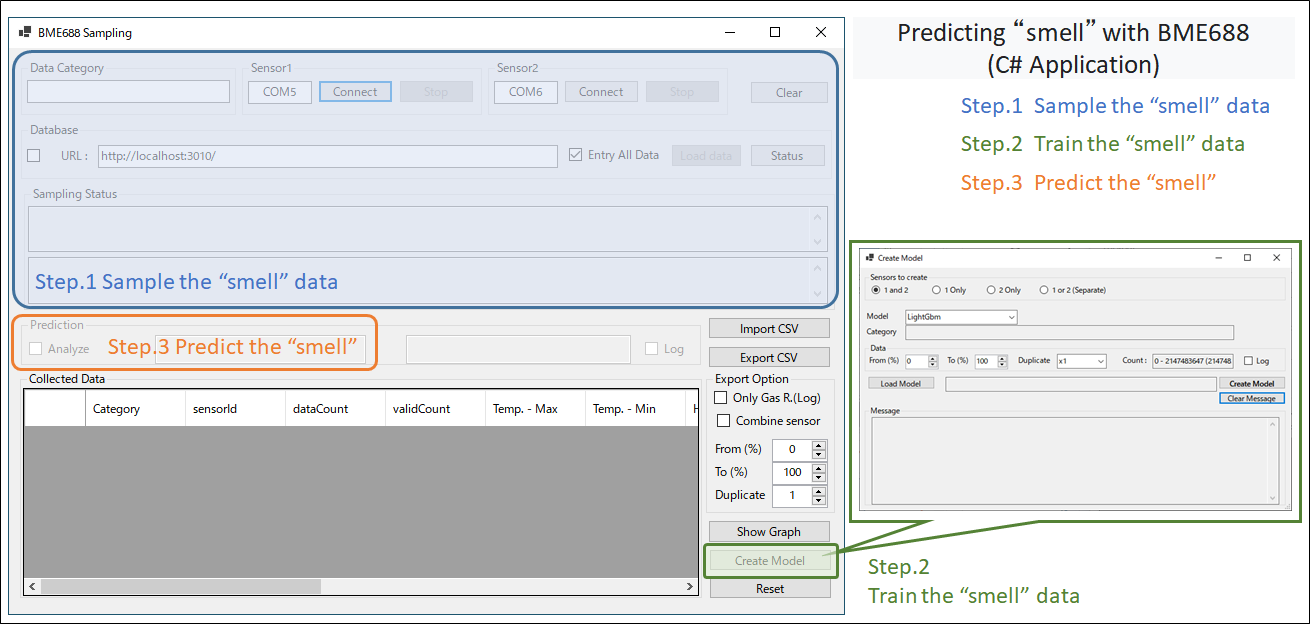 BME688 Sampling
Data Category
Sensor1
COM5 Connect Stop
Sensor2
COM6 Connect Stop
Clear
Database
URL : http://localhost:3010/
Entry All Data Load data Status
Sampling Status
Step.1 Sample the “smell” data
Prediction
Analyze Step.3 Predict the “smell” Log
Import CSV
Export CSV
Collected Data
Category sensorId dataCount validCount Temp. - Max Temp. - Min H
Export Option
Only Gas R.(Log)
Combine sensor
From (%) 0
To (%) 100
Duplicate 1
Show Graph
Create Model
Reset
Predicting “smell” with BME688
(C# Application)
Step.1 Sample the “smell” data
Step.2 Train the “smell” data
Step.3 Predict the “smell”
Create Model
Sensors to create
1 and 2 1 Only 2 Only 1 or 2 (Separate)
Model LightGbm
Category
Data
From (%) 0 To (%) 100 Duplicate x1 Count : 0 - 2147483647 (214748 Log
Load Model Create Model
Clear Message
Message
Step.2
Train the “smell” data